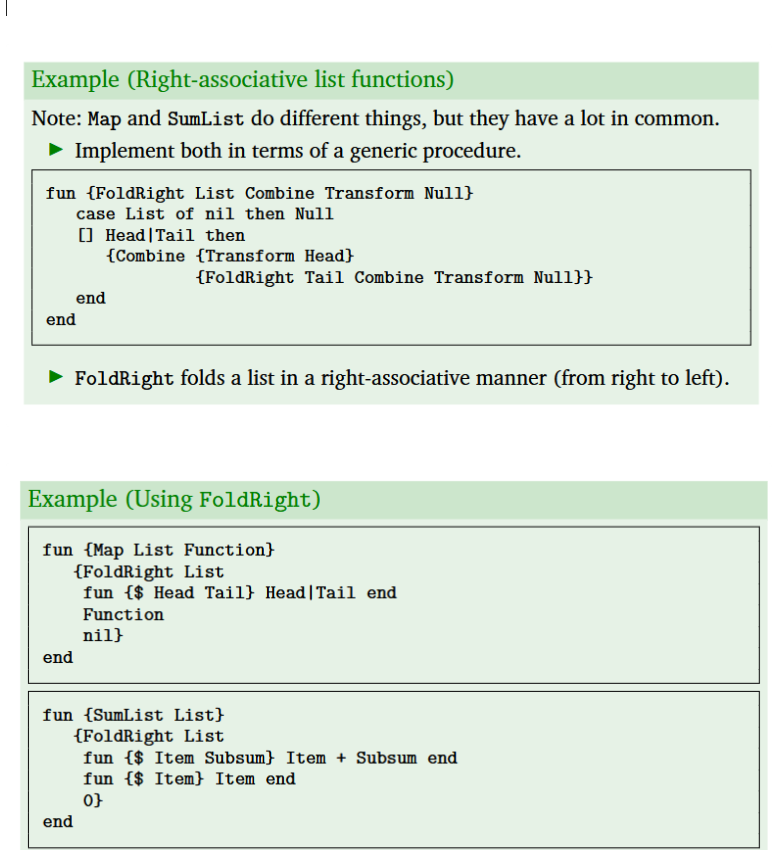 Example (Right-associative list functions)
Note: Map and SumList do different things, but they have a lot in common.
▶ Implement both in terms of a generic procedure.
fun {FoldRight List Combine Transform Null}
   case List of nil then Null
   [] Head|Tail then
      {Combine {Transform Head}
               {FoldRight Tail Combine Transform Null}}
   end
end
▶ FoldRight folds a list in a right-associative manner (from right to left).
Example (Using FoldRight)
fun {Map List Function}
   {FoldRight List
    fun {$ Head Tail} Head|Tail end
    Function
    nil}
end
fun {SumList List}
   {FoldRight List
    fun {$ Item Subsum} Item + Subsum end
    fun {$ Item} Item end
    0}
end